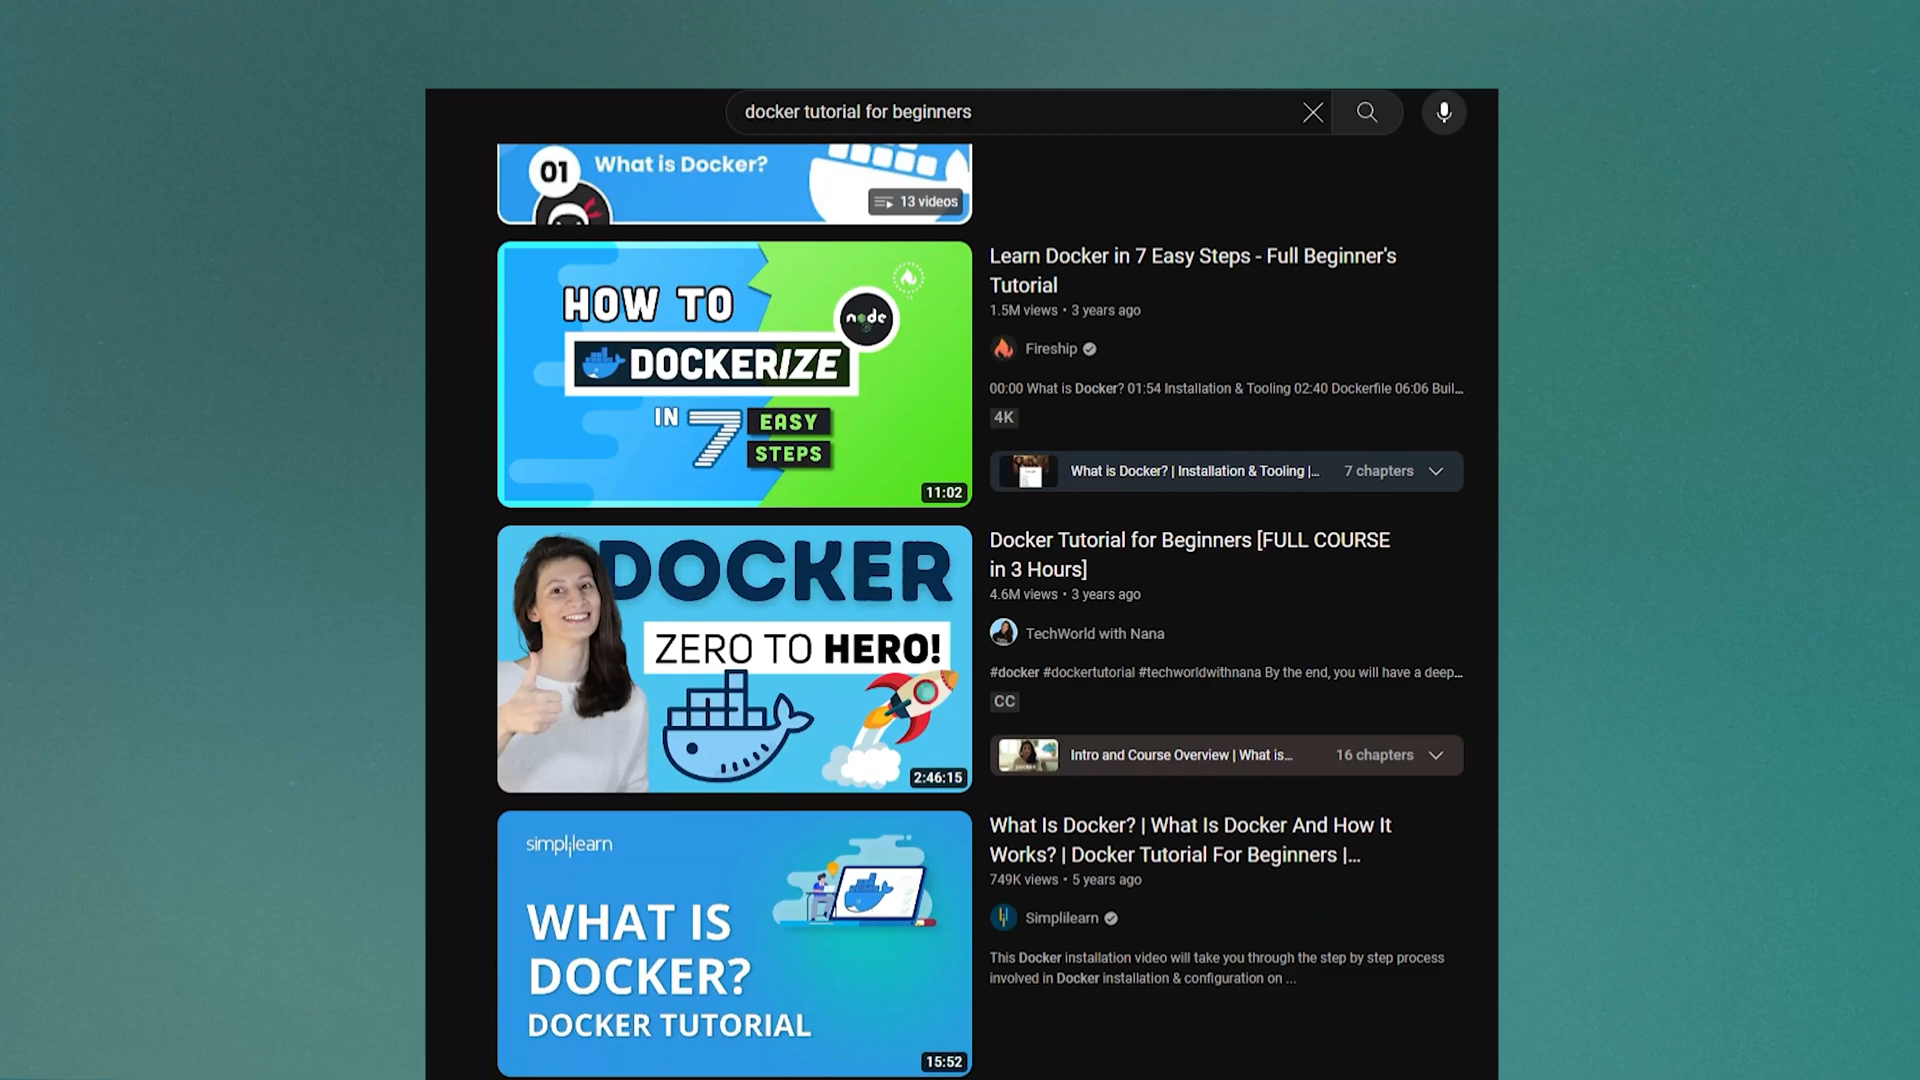 docker tutorial for beginners
01
What is Docker?
13 videos
HOW TO
node
DOCKERIZE
IN 7 EASY
STEPS
11:02
Learn Docker in 7 Easy Steps - Full Beginner's
Tutorial
1.5M views • 3 years ago
Fireship
00:00 What is Docker? 01:54 Installation & Tooling 02:40 Dockerfile 06:06 Buil...
4K
What is Docker? | Installation & Tooling |...
7 chapters
DOCKER
ZERO TO HERO!
2:46:15
Docker Tutorial for Beginners [FULL COURSE
in 3 Hours]
4.6M views • 3 years ago
TechWorld with Nana
#docker #dockertutorial #techworldwithnana By the end, you will have a deep...
CC
Intro and Course Overview | What is...
16 chapters
simplilearn
WHAT IS
DOCKER?
DOCKER TUTORIAL
15:52
What Is Docker? | What Is Docker And How It
Works? | Docker Tutorial For Beginners |...
749K views • 5 years ago
Simplilearn
This Docker installation video will take you through the step by step process
involved in Docker installation & configuration on ...